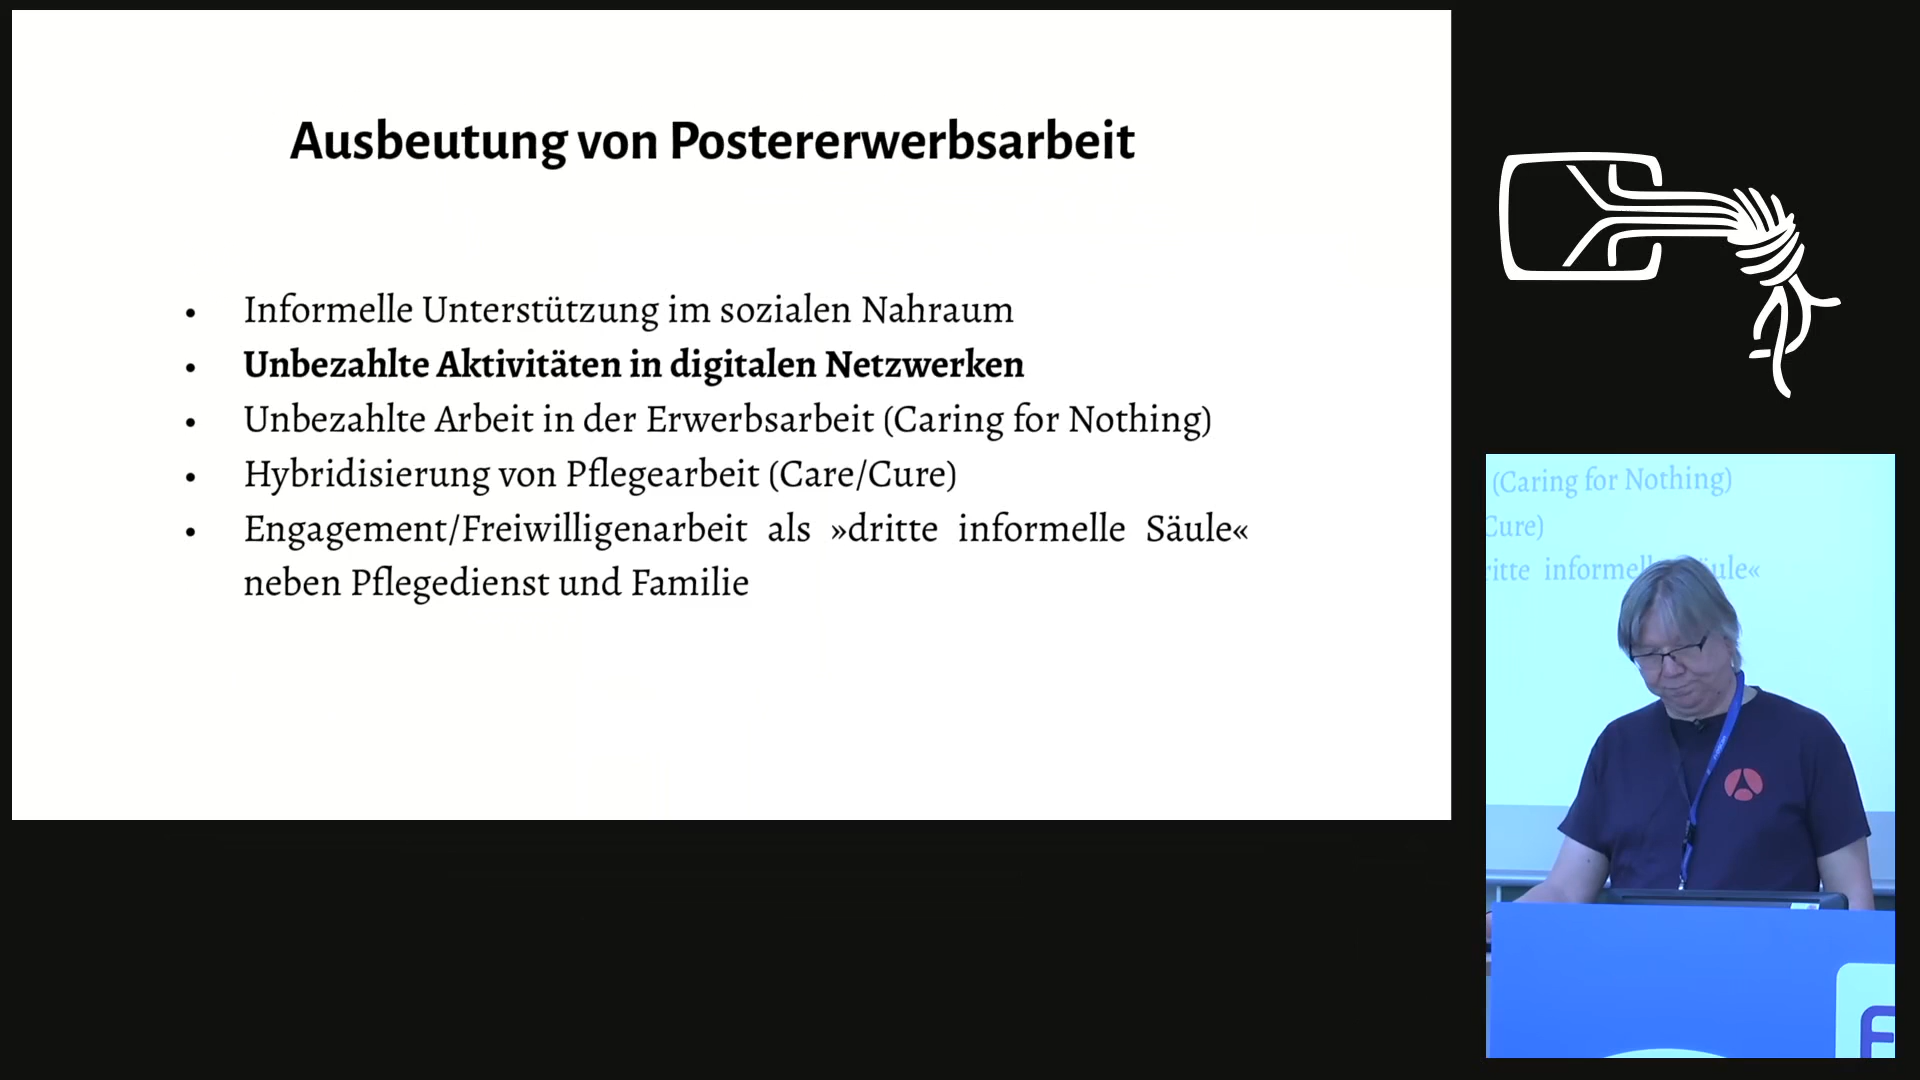 Ausbeutung von Postererwerbsarbeit
• Informelle Unterstützung im sozialen Nahraum
• Unbezahlte Aktivitäten in digitalen Netzwerken
• Unbezahlte Arbeit in der Erwerbsarbeit (Caring for Nothing)
• Hybridisierung von Pflegearbeit (Care/Cure)
• Engagement/Freiwilligenarbeit als »dritte informelle Säule«
neben Pflegedienst und Familie
(Caring for Nothing)
Cure)
ritte informelle Säule«
F